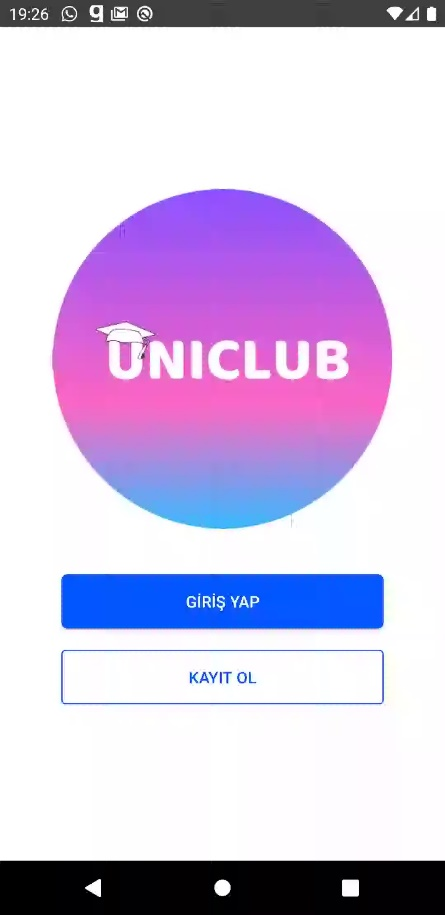 19:26
UNICLUB
GİRİŞ YAP
KAYIT OL